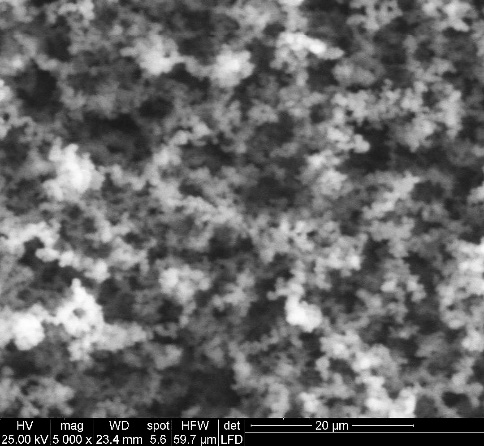 HV mag WD spot HFW det 20 µm
25.00 kV 5 000 x 23.4 mm 5.6 59.7 µm LFD